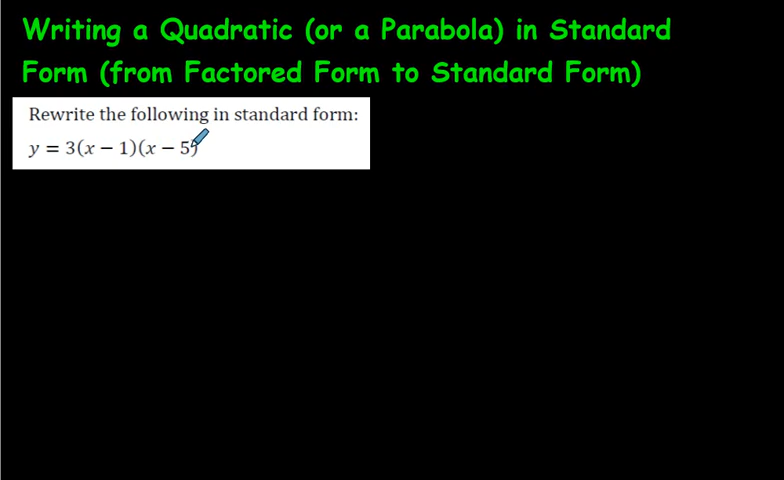 Writing a Quadratic (or a Parabola) in Standard
Form (from Factored Form to Standard Form)
Rewrite the following in standard form:
y = 3(x − 1)(x − 5)